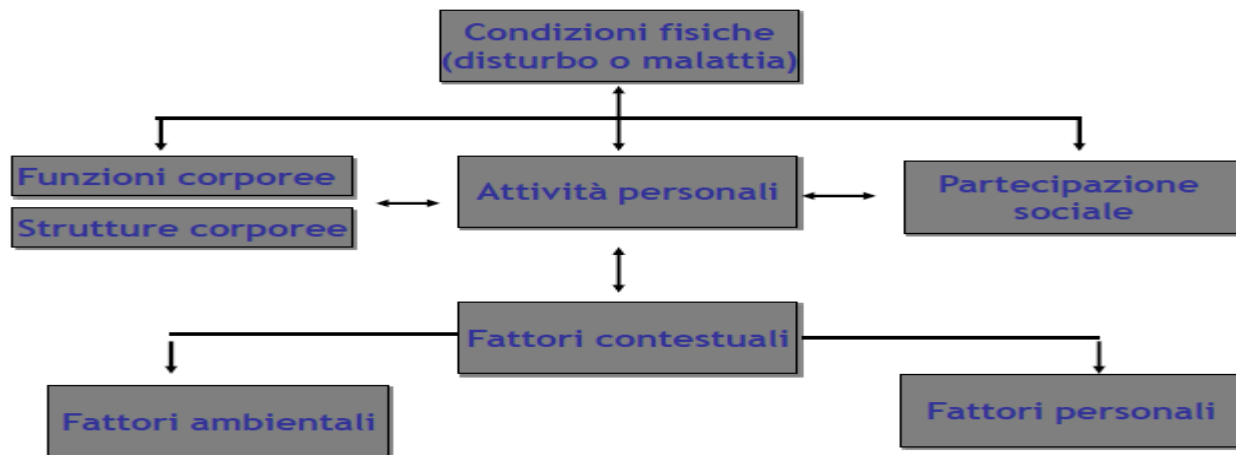 Condizioni fisiche
(disturbo o malattia)
Funzioni corporee
Strutture corporee
Attività personali
Partecipazione
sociale
Fattori contestuali
Fattori ambientali
Fattori personali